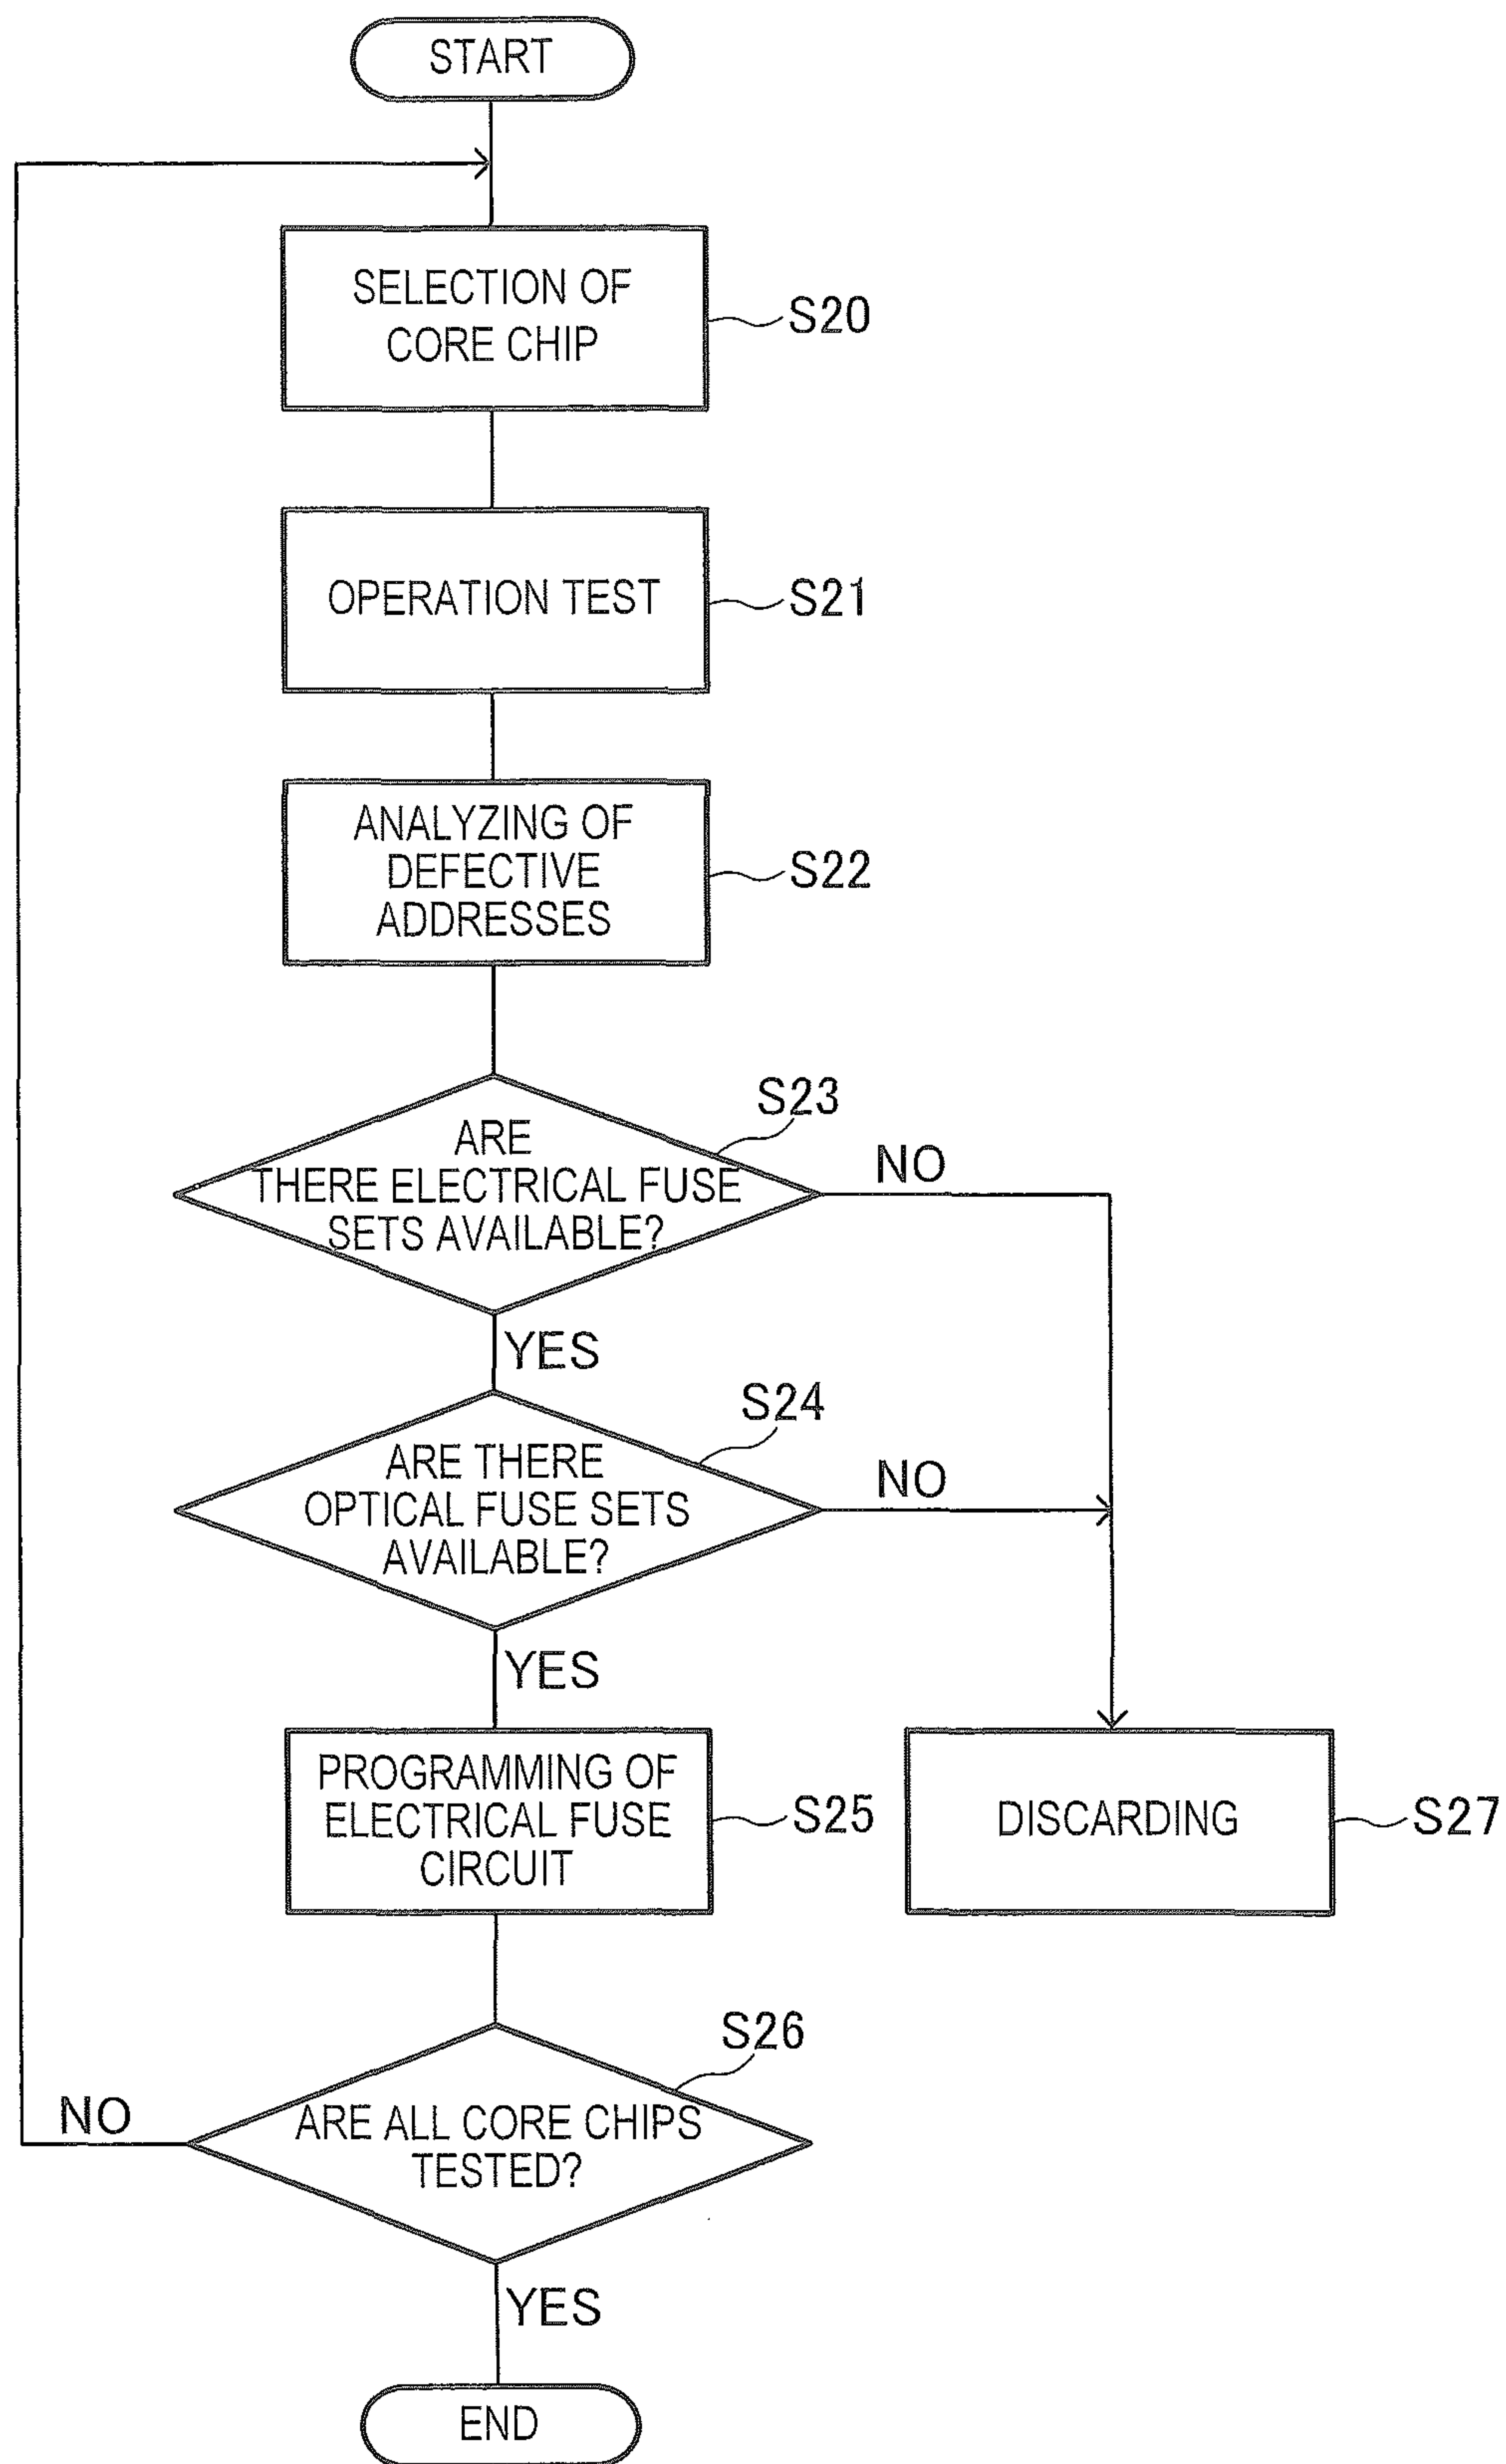 START
SELECTION OF
CORE CHIP
S20
OPERATION TEST
S21
ANALYZING OF
DEFECTIVE
ADDRESSES
S22
S23
ARE
THERE ELECTRICAL FUSE
SETS AVAILABLE?
NO
YES
S24
ARE THERE
OPTICAL FUSE SETS
AVAILABLE?
NO
YES
PROGRAMMING OF
ELECTRICAL FUSE
CIRCUIT
S25
DISCARDING
S27
S26
ARE ALL CORE CHIPS
TESTED?
NO
YES
END